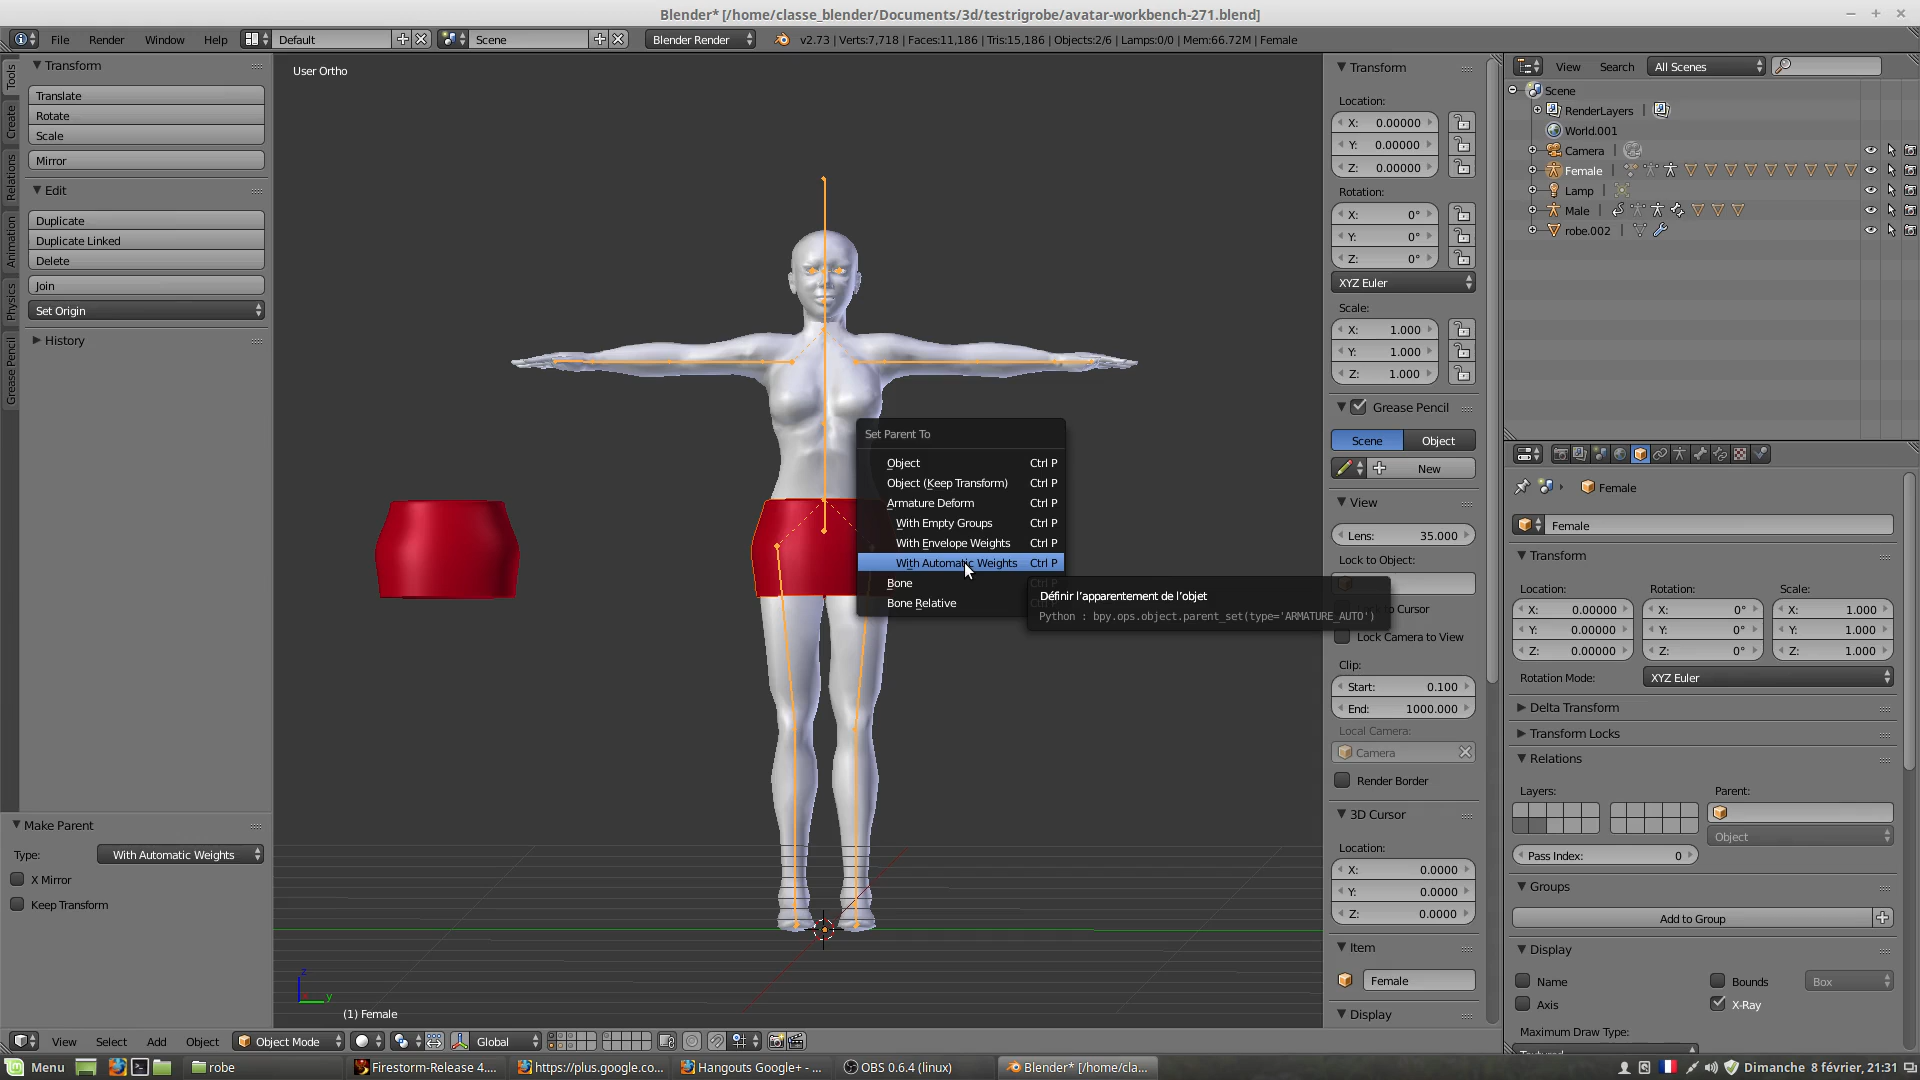 Blender* [/home/classe_blender/Documents/3d/testrigrobe/avatar-workbench-271.blend]
File Render Window Help Default Scene Blender Render v2.73 | Verts:7,718 | Faces:11,186 | Tris:15,186 | Objects:2/6 | Lamps:0/0 | Mem:66.72M | Female
Tools
Create
Relations
Animation
Physics
Grease Pencil
Transform
Translate
Rotate
Scale
Mirror
Edit
Duplicate
Duplicate Linked
Delete
Join
Set Origin
History
Make Parent
Type: With Automatic Weights
X Mirror
Keep Transform
User Ortho
Set Parent To
Object Ctrl P
Object (Keep Transform) Ctrl P
Armature Deform Ctrl P
With Empty Groups Ctrl P
With Envelope Weights Ctrl P
With Automatic Weights Ctrl P
Bone Ctrl P
Bone Relative
Définir l'apparentement de l'objet
Python : bpy.ops.object.parent_set(type='ARMATURE_AUTO')
z
y
(1) Female
View Select Add Object Object Mode Global
Transform
Location:
X: 0.00000
Y: 0.00000
Z: 0.00000
Rotation:
X: 0°
Y: 0°
Z: 0°
XYZ Euler
Scale:
X: 1.000
Y: 1.000
Z: 1.000
Grease Pencil
Scene Object
New
View
Lens: 35.000
Lock to Object:
to Cursor
Lock Camera to View
Clip:
Start: 0.100
End: 1000.000
Local Camera:
Camera
Render Border
3D Cursor
Location:
X: 0.0000
Y: 0.0000
Z: 0.0000
Item
Female
Display
View Search All Scenes
Scene
RenderLayers
World.001
Camera
Female
Lamp
Male
robe.002
Female
Female
Transform
Location: Rotation: Scale:
X: 0.00000 X: 0° X: 1.000
Y: 0.00000 Y: 0° Y: 1.000
Z: 0.00000 Z: 0° Z: 1.000
Rotation Mode: XYZ Euler
Delta Transform
Transform Locks
Relations
Layers: Parent:
Object
Pass Index: 0
Groups
Add to Group
Display
Name Bounds Box
Axis X-Ray
Maximum Draw Type:
Textured
Menu robe Firestorm-Release 4.... https://plus.google.co... Hangouts Google+ - ... OBS 0.6.4 (linux) Blender* [/home/cla... Dimanche 8 février, 21:31